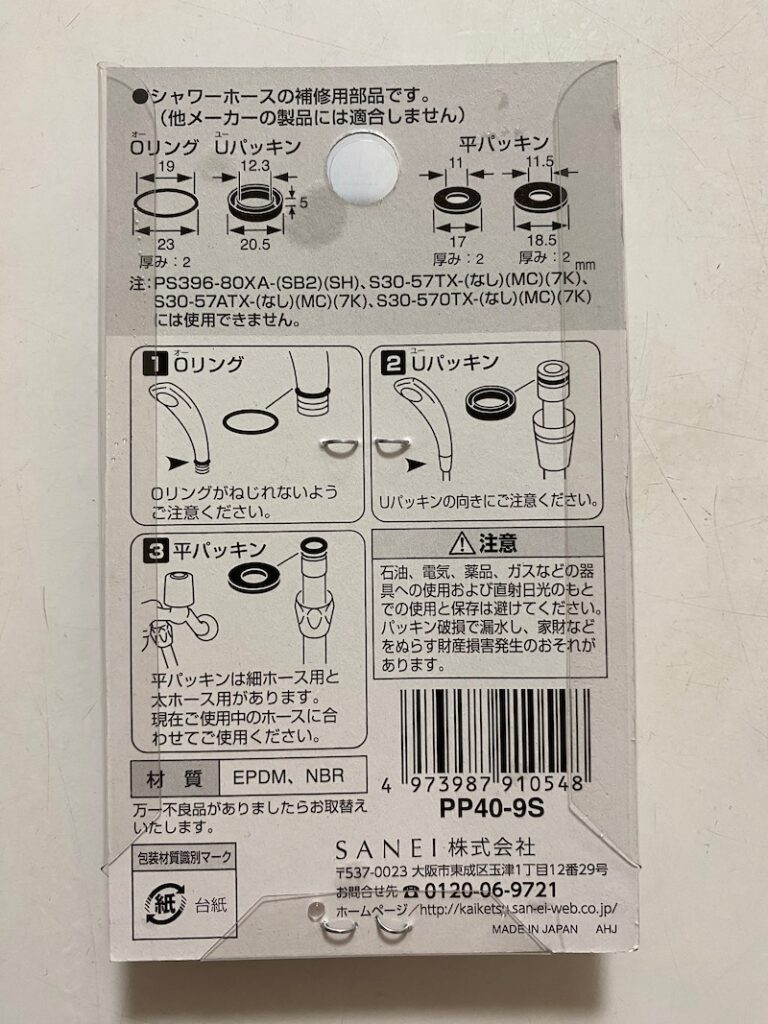 ●シャワーホースの補修用部品です。
(他メーカーの製品には適合しません)
オー
Oリング
ユー
Uパッキン
平パッキン
19
12.3
11
11.5
5
23
20.5
17
18.5
厚み:2
厚み:2
厚み:2
mm
注:PS396-80XA-(SB2)(SH)、S30-57TX-(なし)(MC)(7K)、
S30-57ATX-(なし)(MC)(7K)、S30-570TX-(なし)(MC)(7K)
には使用できません。
オー
1 Oリング
Oリングがねじれないよう
ご注意ください。
ユー
2 Uパッキン
Uパッキンの向きにご注意ください。
3 平パッキン
平パッキンは細ホース用と
太ホース用があります。
現在ご使用中のホースに合
わせてご使用ください。
⚠注意
石油、電気、薬品、ガスなどの器
具への使用および直射日光のもと
での使用と保存は避けてください。
パッキン破損で漏水し、家財など
をぬらす財産損害発生のおそれが
あります。
材 質 EPDM、NBR
万一不良品がありましたらお取替え
いたします。
4 973987 910548
PP40-9S
包装材質識別マーク
紙 台紙
SANEI 株式会社
〒537-0023 大阪市東成区玉津1丁目12番29号
お問合せ先 ☎ 0120-06-9721
ホームページ/http://kaiketsu.san-ei-web.co.jp/
MADE IN JAPAN AHJ